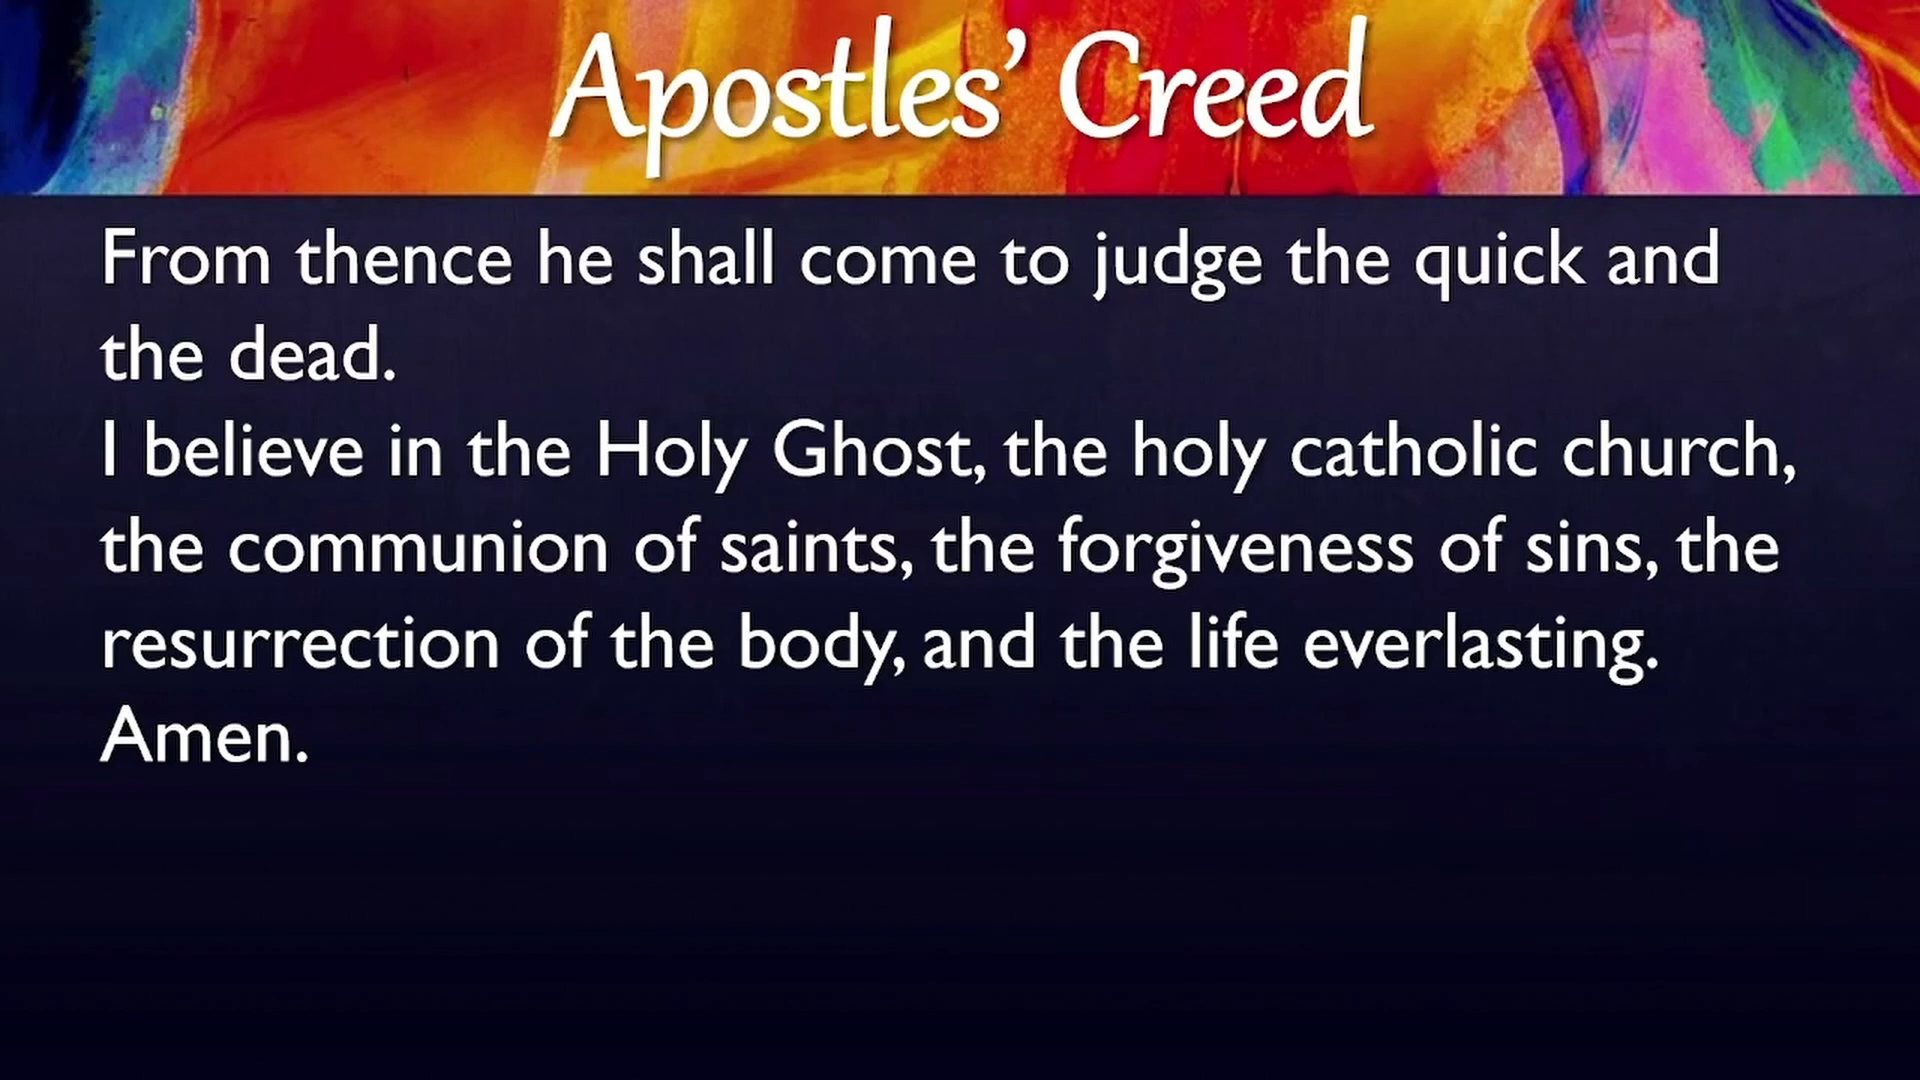 Apostles’ Creed
From thence he shall come to judge the quick and
the dead.
I believe in the Holy Ghost, the holy catholic church,
the communion of saints, the forgiveness of sins, the
resurrection of the body, and the life everlasting.
Amen.